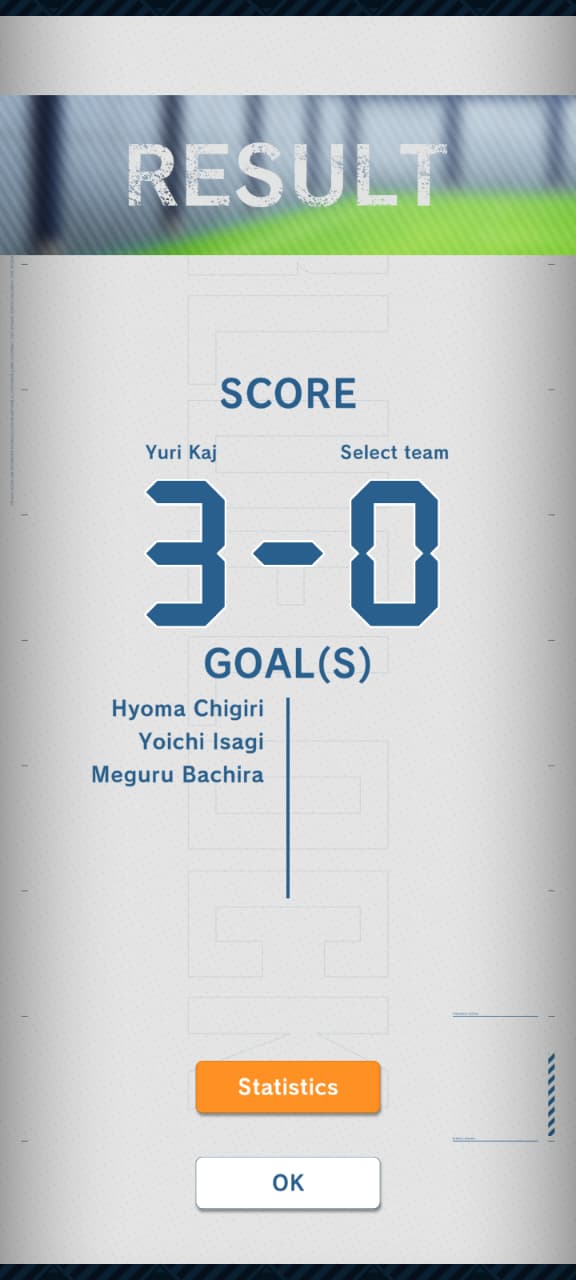 RESULT
SCORE
Yuri Kaj
Select team
3-0
GOAL(S)
Hyoma Chigiri
Yoichi Isagi
Meguru Bachira
Statistics
OK